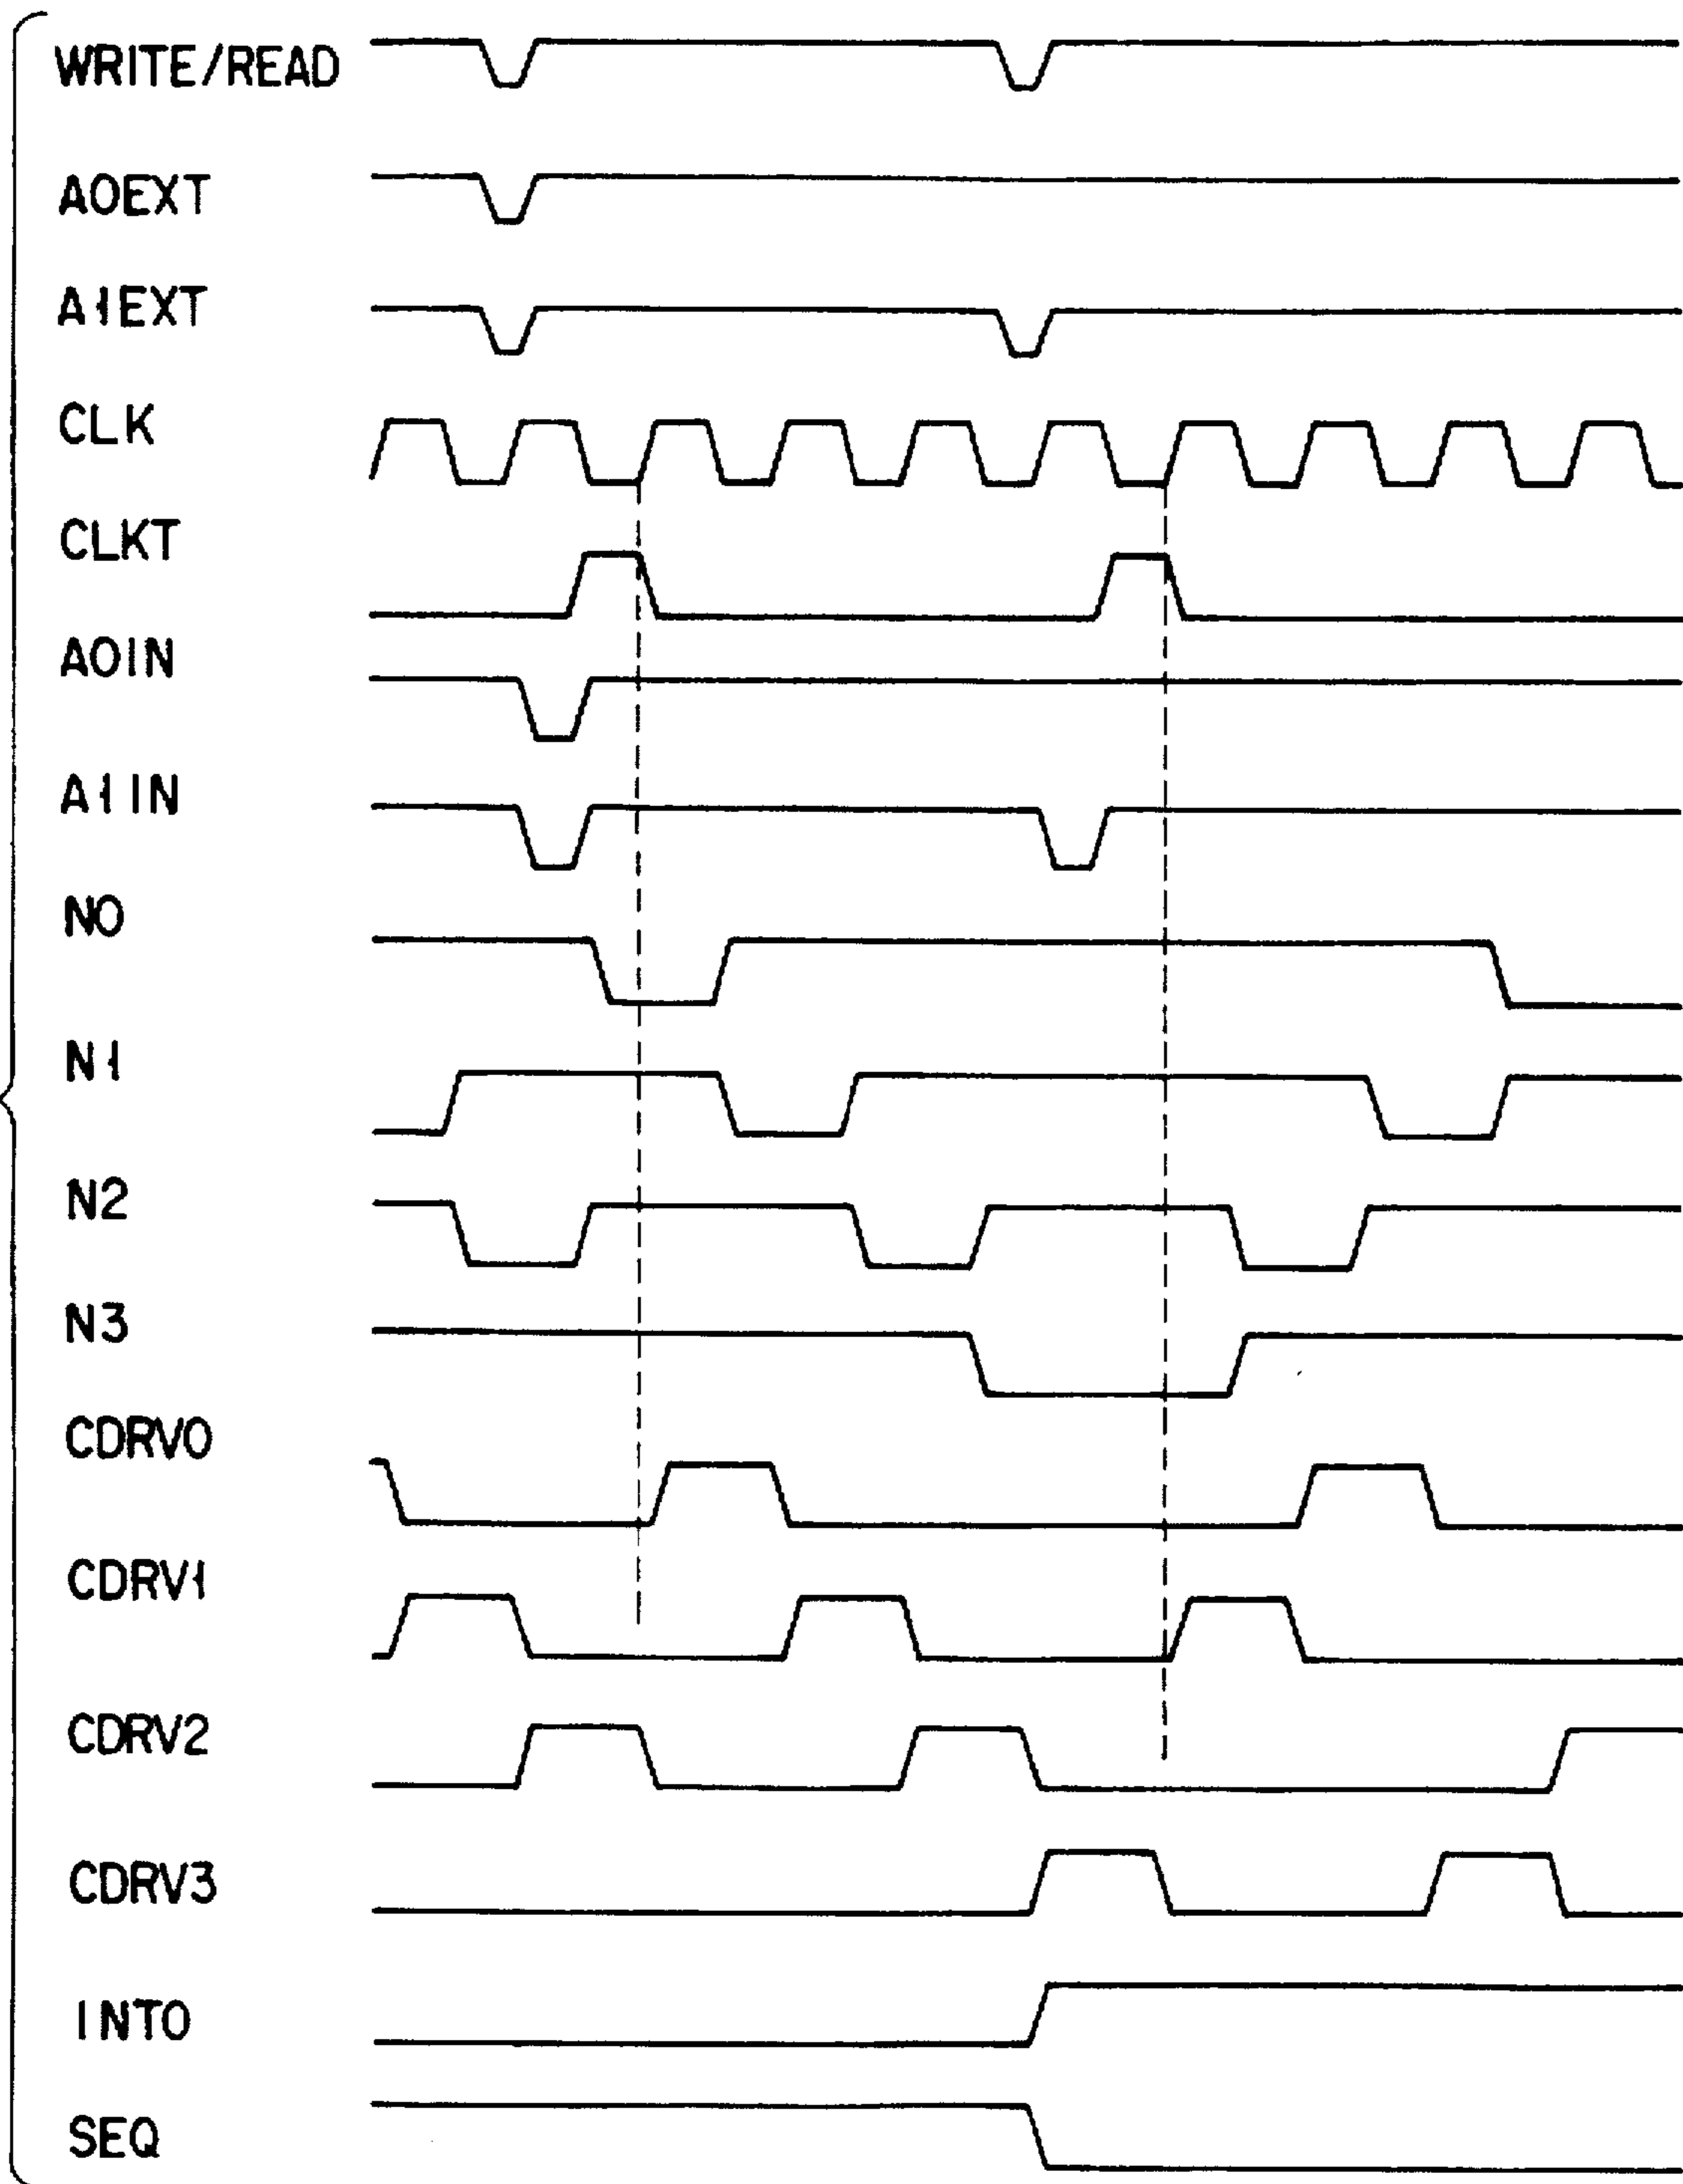 WRITE/READ
A0EXT
A1EXT
CLK
CLKT
A0IN
A1IN
N0
N1
N2
N3
CDRV0
CDRV1
CDRV2
CDRV3
INT0
SEQ